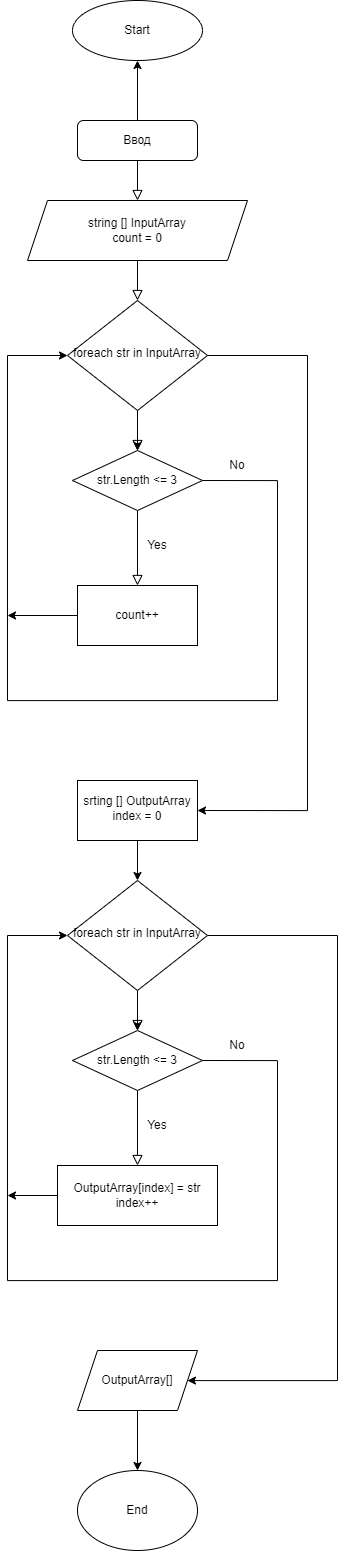 Start
Ввод
string [] InputArray
count = 0
foreach str in InputArray
str.Length <= 3
No
Yes
count++
srting [] OutputArray
index = 0
foreach str in InputArray
str.Length <= 3
No
Yes
OutputArray[index] = str
index++
OutputArray[]
End